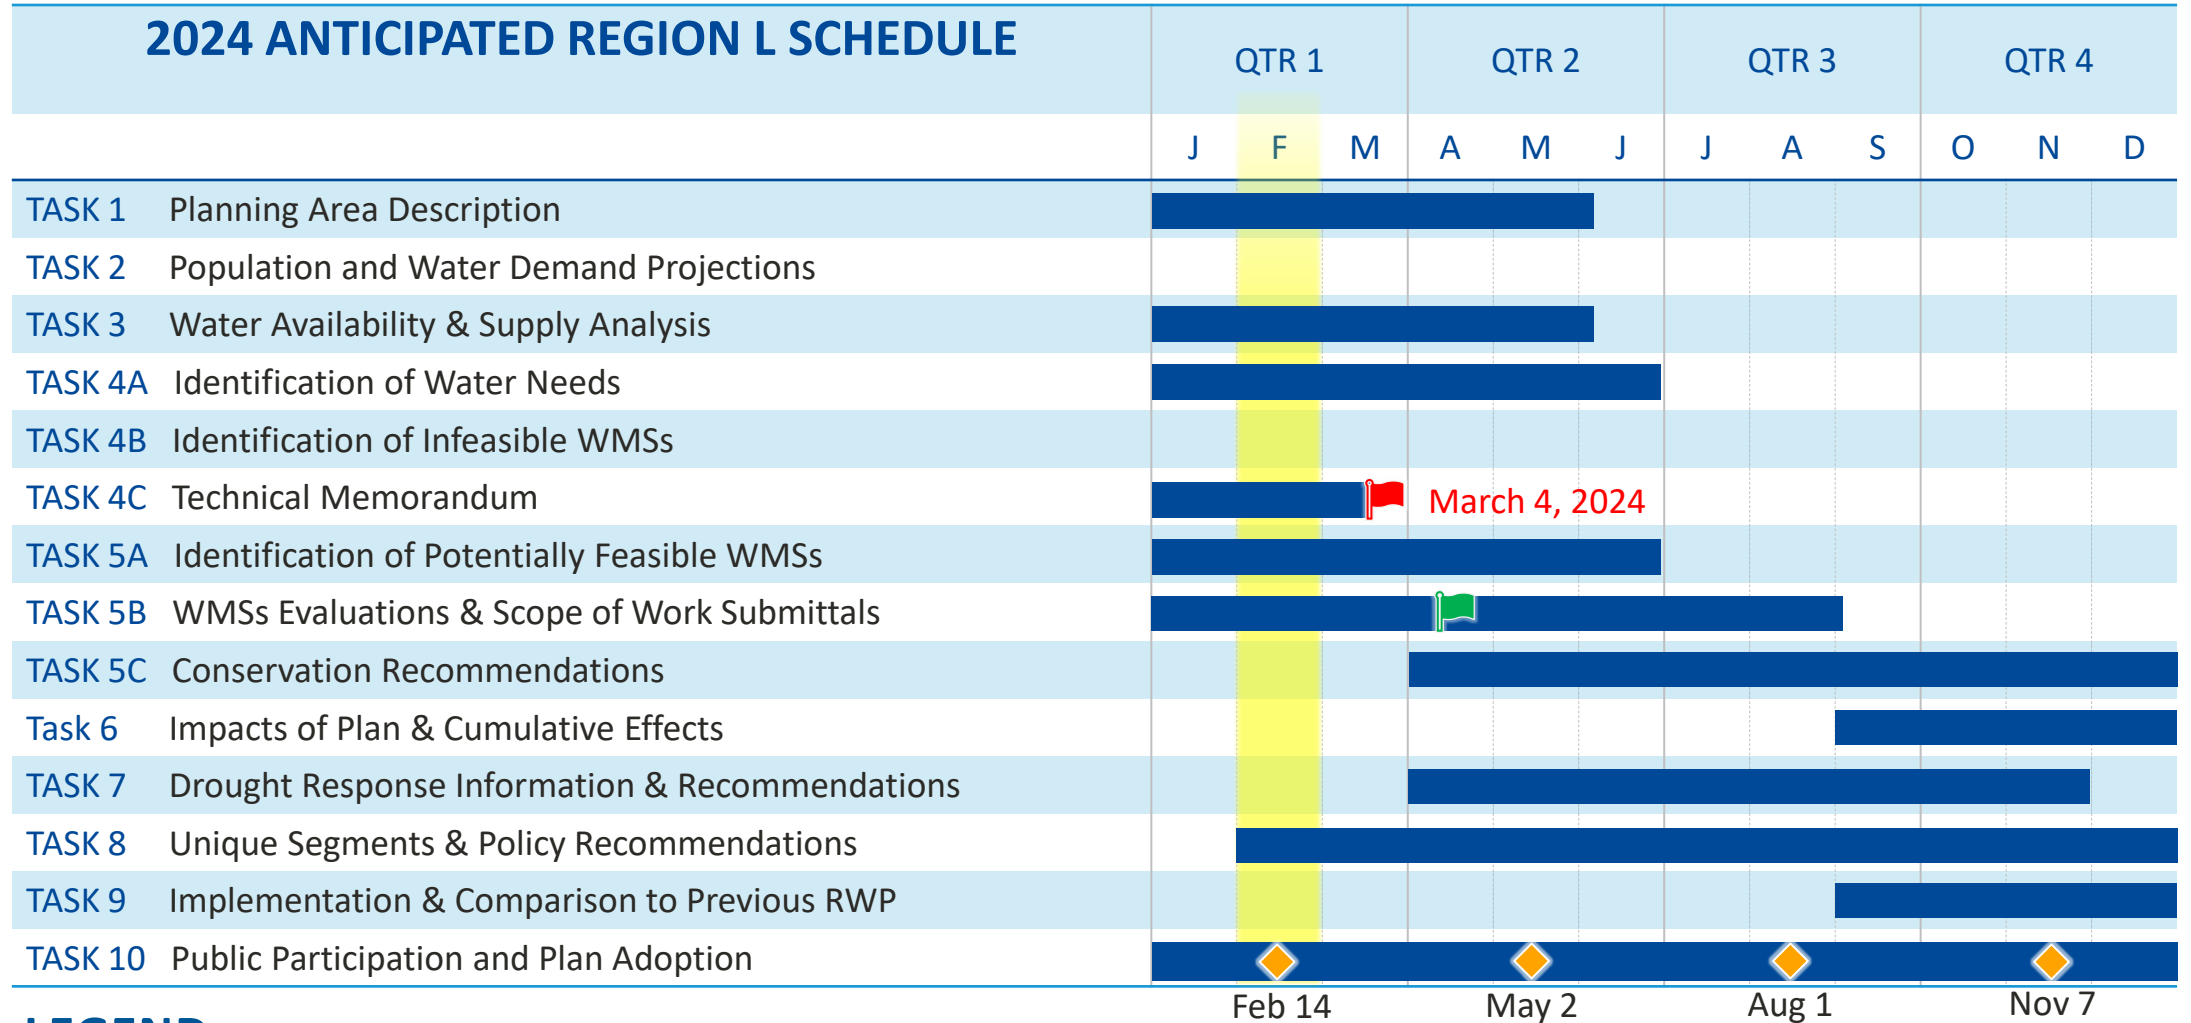 2024 ANTICIPATED REGION L SCHEDULE
QTR 1 QTR 2 QTR 3 QTR 4
J F M A M J J A S O N D
TASK 1 Planning Area Description
TASK 2 Population and Water Demand Projections
TASK 3 Water Availability & Supply Analysis
TASK 4A Identification of Water Needs
TASK 4B Identification of Infeasible WMSs
TASK 4C Technical Memorandum March 4, 2024
TASK 5A Identification of Potentially Feasible WMSs
TASK 5B WMSs Evaluations & Scope of Work Submittals
TASK 5C Conservation Recommendations
Task 6 Impacts of Plan & Cumulative Effects
TASK 7 Drought Response Information & Recommendations
TASK 8 Unique Segments & Policy Recommendations
TASK 9 Implementation & Comparison to Previous RWP
TASK 10 Public Participation and Plan Adoption
Feb 14 May 2 Aug 1 Nov 7
LEGEND